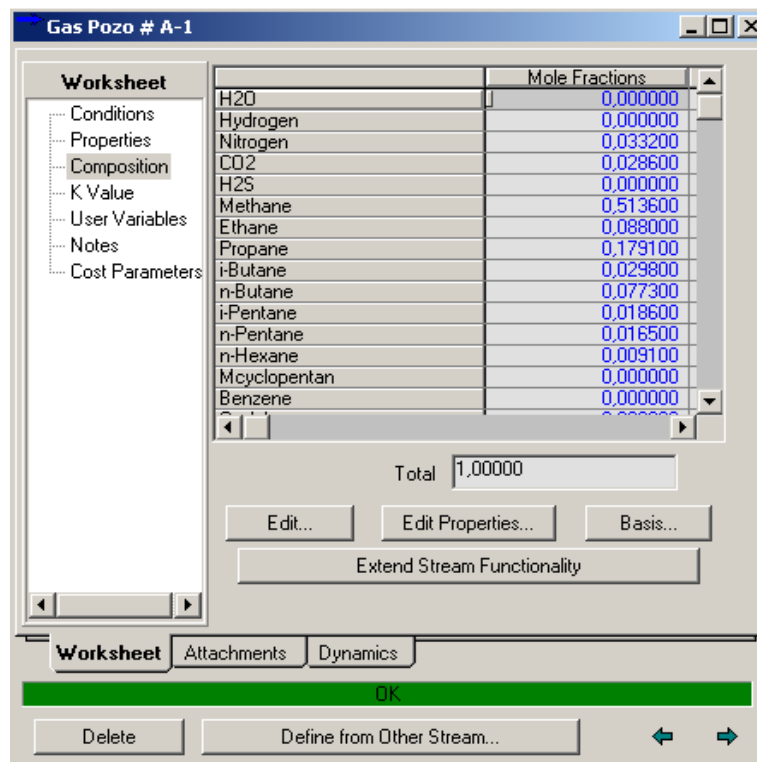 Gas Pozo # A-1
Worksheet
Conditions
Properties
Composition
K Value
User Variables
Notes
Cost Parameters
Mole Fractions
H2O 0,000000
Hydrogen 0,000000
Nitrogen 0,033200
CO2 0,028600
H2S 0,000000
Methane 0,513600
Ethane 0,088000
Propane 0,179100
i-Butane 0,029800
n-Butane 0,077300
i-Pentane 0,018600
n-Pentane 0,016500
n-Hexane 0,009100
Mcyclopentan 0,000000
Benzene 0,000000
Total 1,00000
Edit... Edit Properties... Basis...
Extend Stream Functionality
Worksheet Attachments Dynamics
OK
Delete Define from Other Stream...